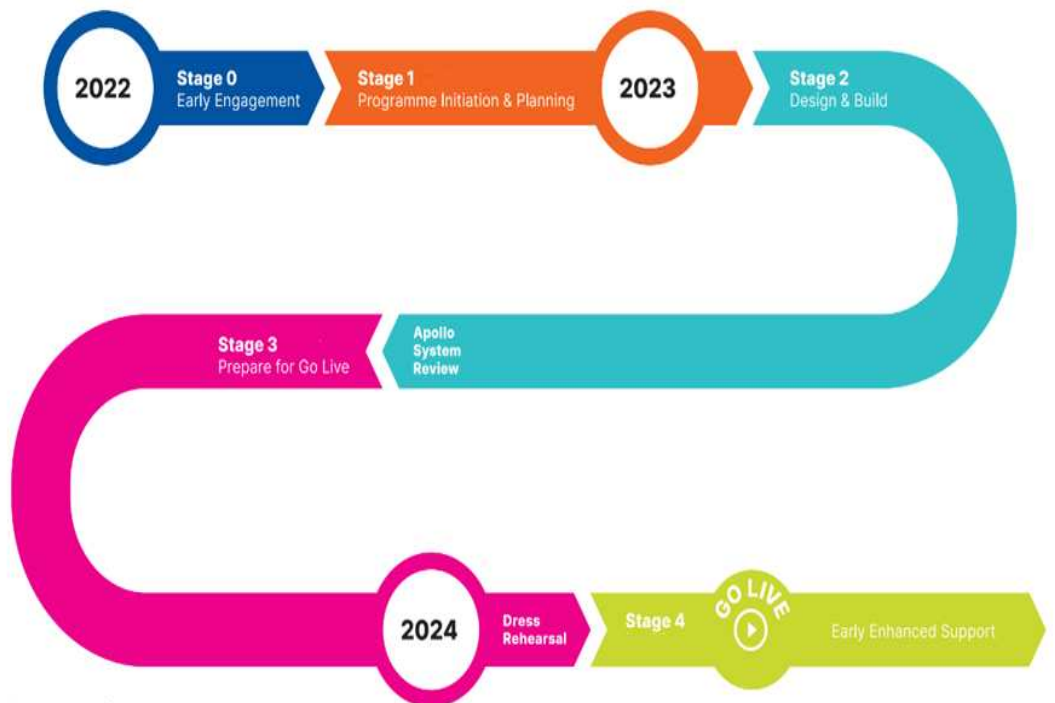 2022
Stage 0
Early Engagement
Stage 1
Programme Initiation & Planning
2023
Stage 2
Design & Build
Apollo
System
Review
Stage 3
Prepare for Go Live
2024
Dress
Rehearsal
Stage 4
GO LIVE
Early Enhanced Support